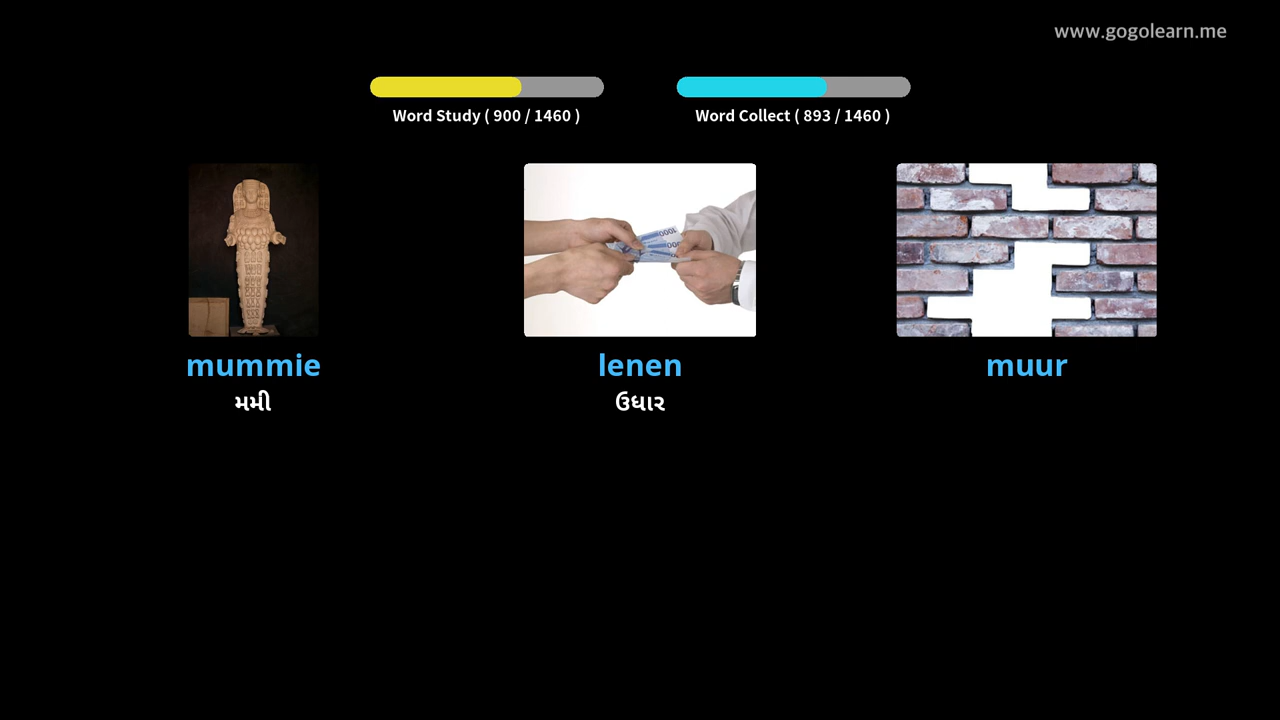 www.gogolearn.me
Word Study ( 900 / 1460 )
Word Collect ( 893 / 1460 )
mummie
lenen
muur
મમી
ઉધાર